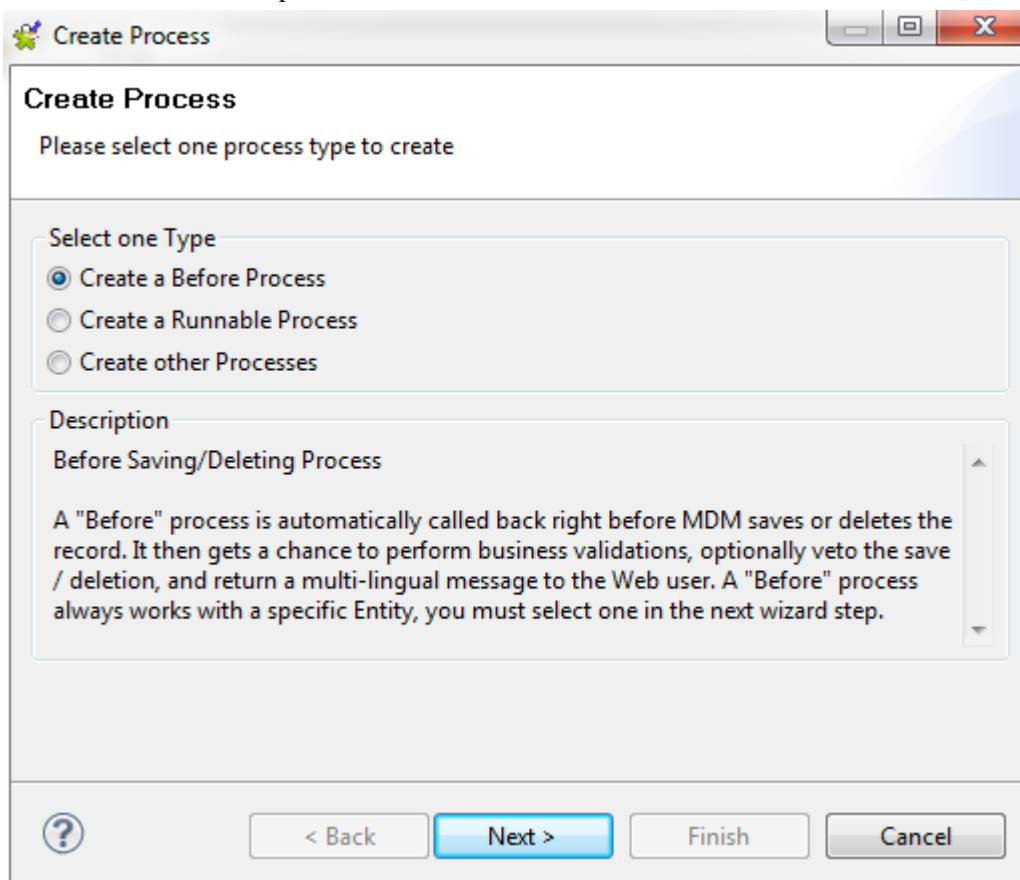 Create Process
Create Process
Please select one process type to create
Select one Type
Create a Before Process
Create a Runnable Process
Create other Processes
Description
Before Saving/Deleting Process
A "Before" process is automatically called back right before MDM saves or deletes the
record. It then gets a chance to perform business validations, optionally veto the save
/ deletion, and return a multi-lingual message to the Web user. A "Before" process
always works with a specific Entity, you must select one in the next wizard step.
< Back Next > Finish Cancel